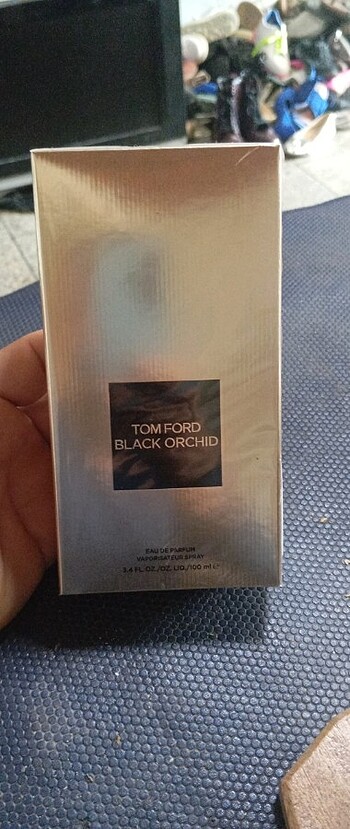 TOM FORD
BLACK ORCHID
EAU DE PARFUM
VAPORISATEUR SPRAY
3.4 FL.OZ./OZ. LIQ./100 ml ℮